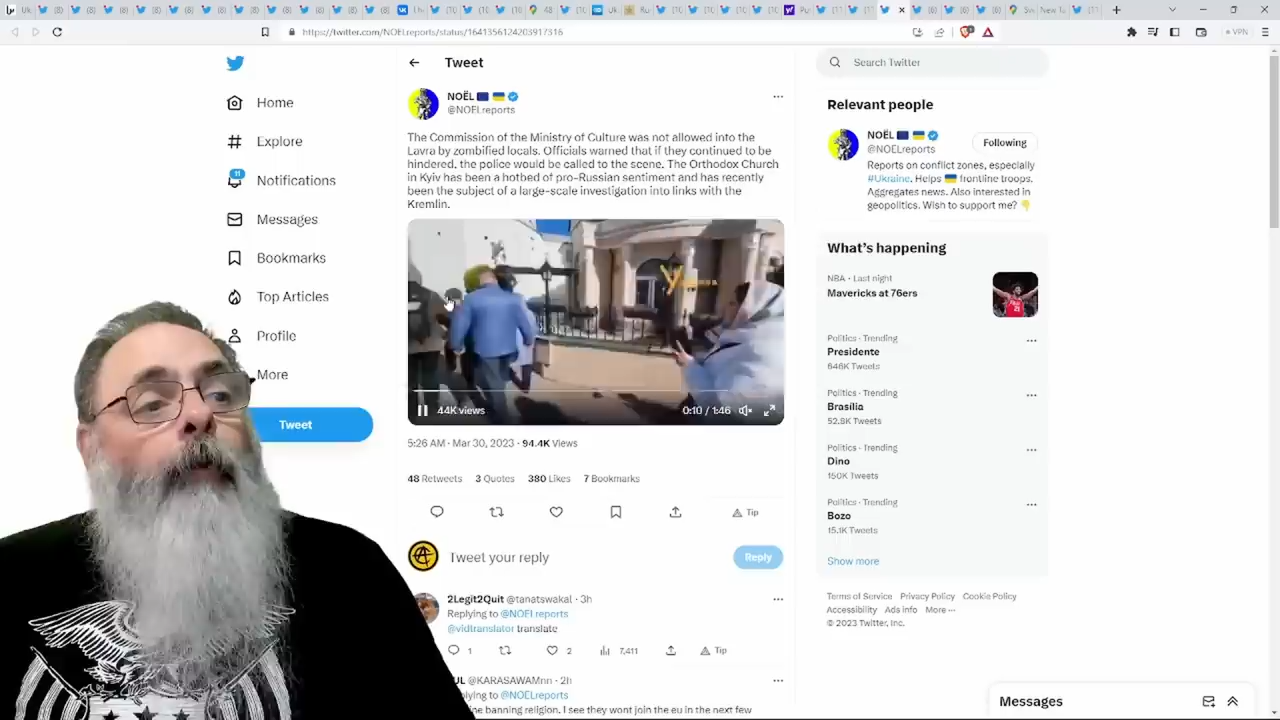 https://twitter.com/NOELreports/status/1641356124203917316
VPN
Home
Explore
11
Notifications
Messages
Bookmarks
Top Articles
Profile
More
Tweet
Tweet
NOËL
@NOELreports
The Commission of the Ministry of Culture was not allowed into the
Lavra by zombified locals. Officials warned that if they continued to be
hindered, the police would be called to the scene. The Orthodox Church
in Kyiv has been a hotbed of pro-Russian sentiment and has recently
been the subject of a large-scale investigation into links with the
Kremlin.
44K views
0:10 / 1:46
5:26 AM · Mar 30, 2023 · 94.4K Views
48 Retweets 3 Quotes 380 Likes 7 Bookmarks
Tip
Tweet your reply
Reply
2Legit2Quit @tanatswakal · 3h
Replying to @NOELreports
@vidtranslator translate
1
2
7,411
Tip
UL @KARASAWAMnn · 2h
plying to @NOELreports
ne banning religion. I see they wont join the eu in the next few
Search Twitter
Relevant people
NOËL
@NOELreports
Following
Reports on conflict zones, especially
#Ukraine. Helps frontline troops.
Aggregates news. Also interested in
geopolitics. Wish to support me?
What's happening
NBA · Last night
Mavericks at 76ers
Politics · Trending
Presidente
646K Tweets
Politics · Trending
Brasília
52.8K Tweets
Politics · Trending
Dino
150K Tweets
Politics · Trending
Bozo
15.1K Tweets
Show more
Terms of Service Privacy Policy Cookie Policy
Accessibility Ads info More ···
© 2023 Twitter, Inc.
Messages